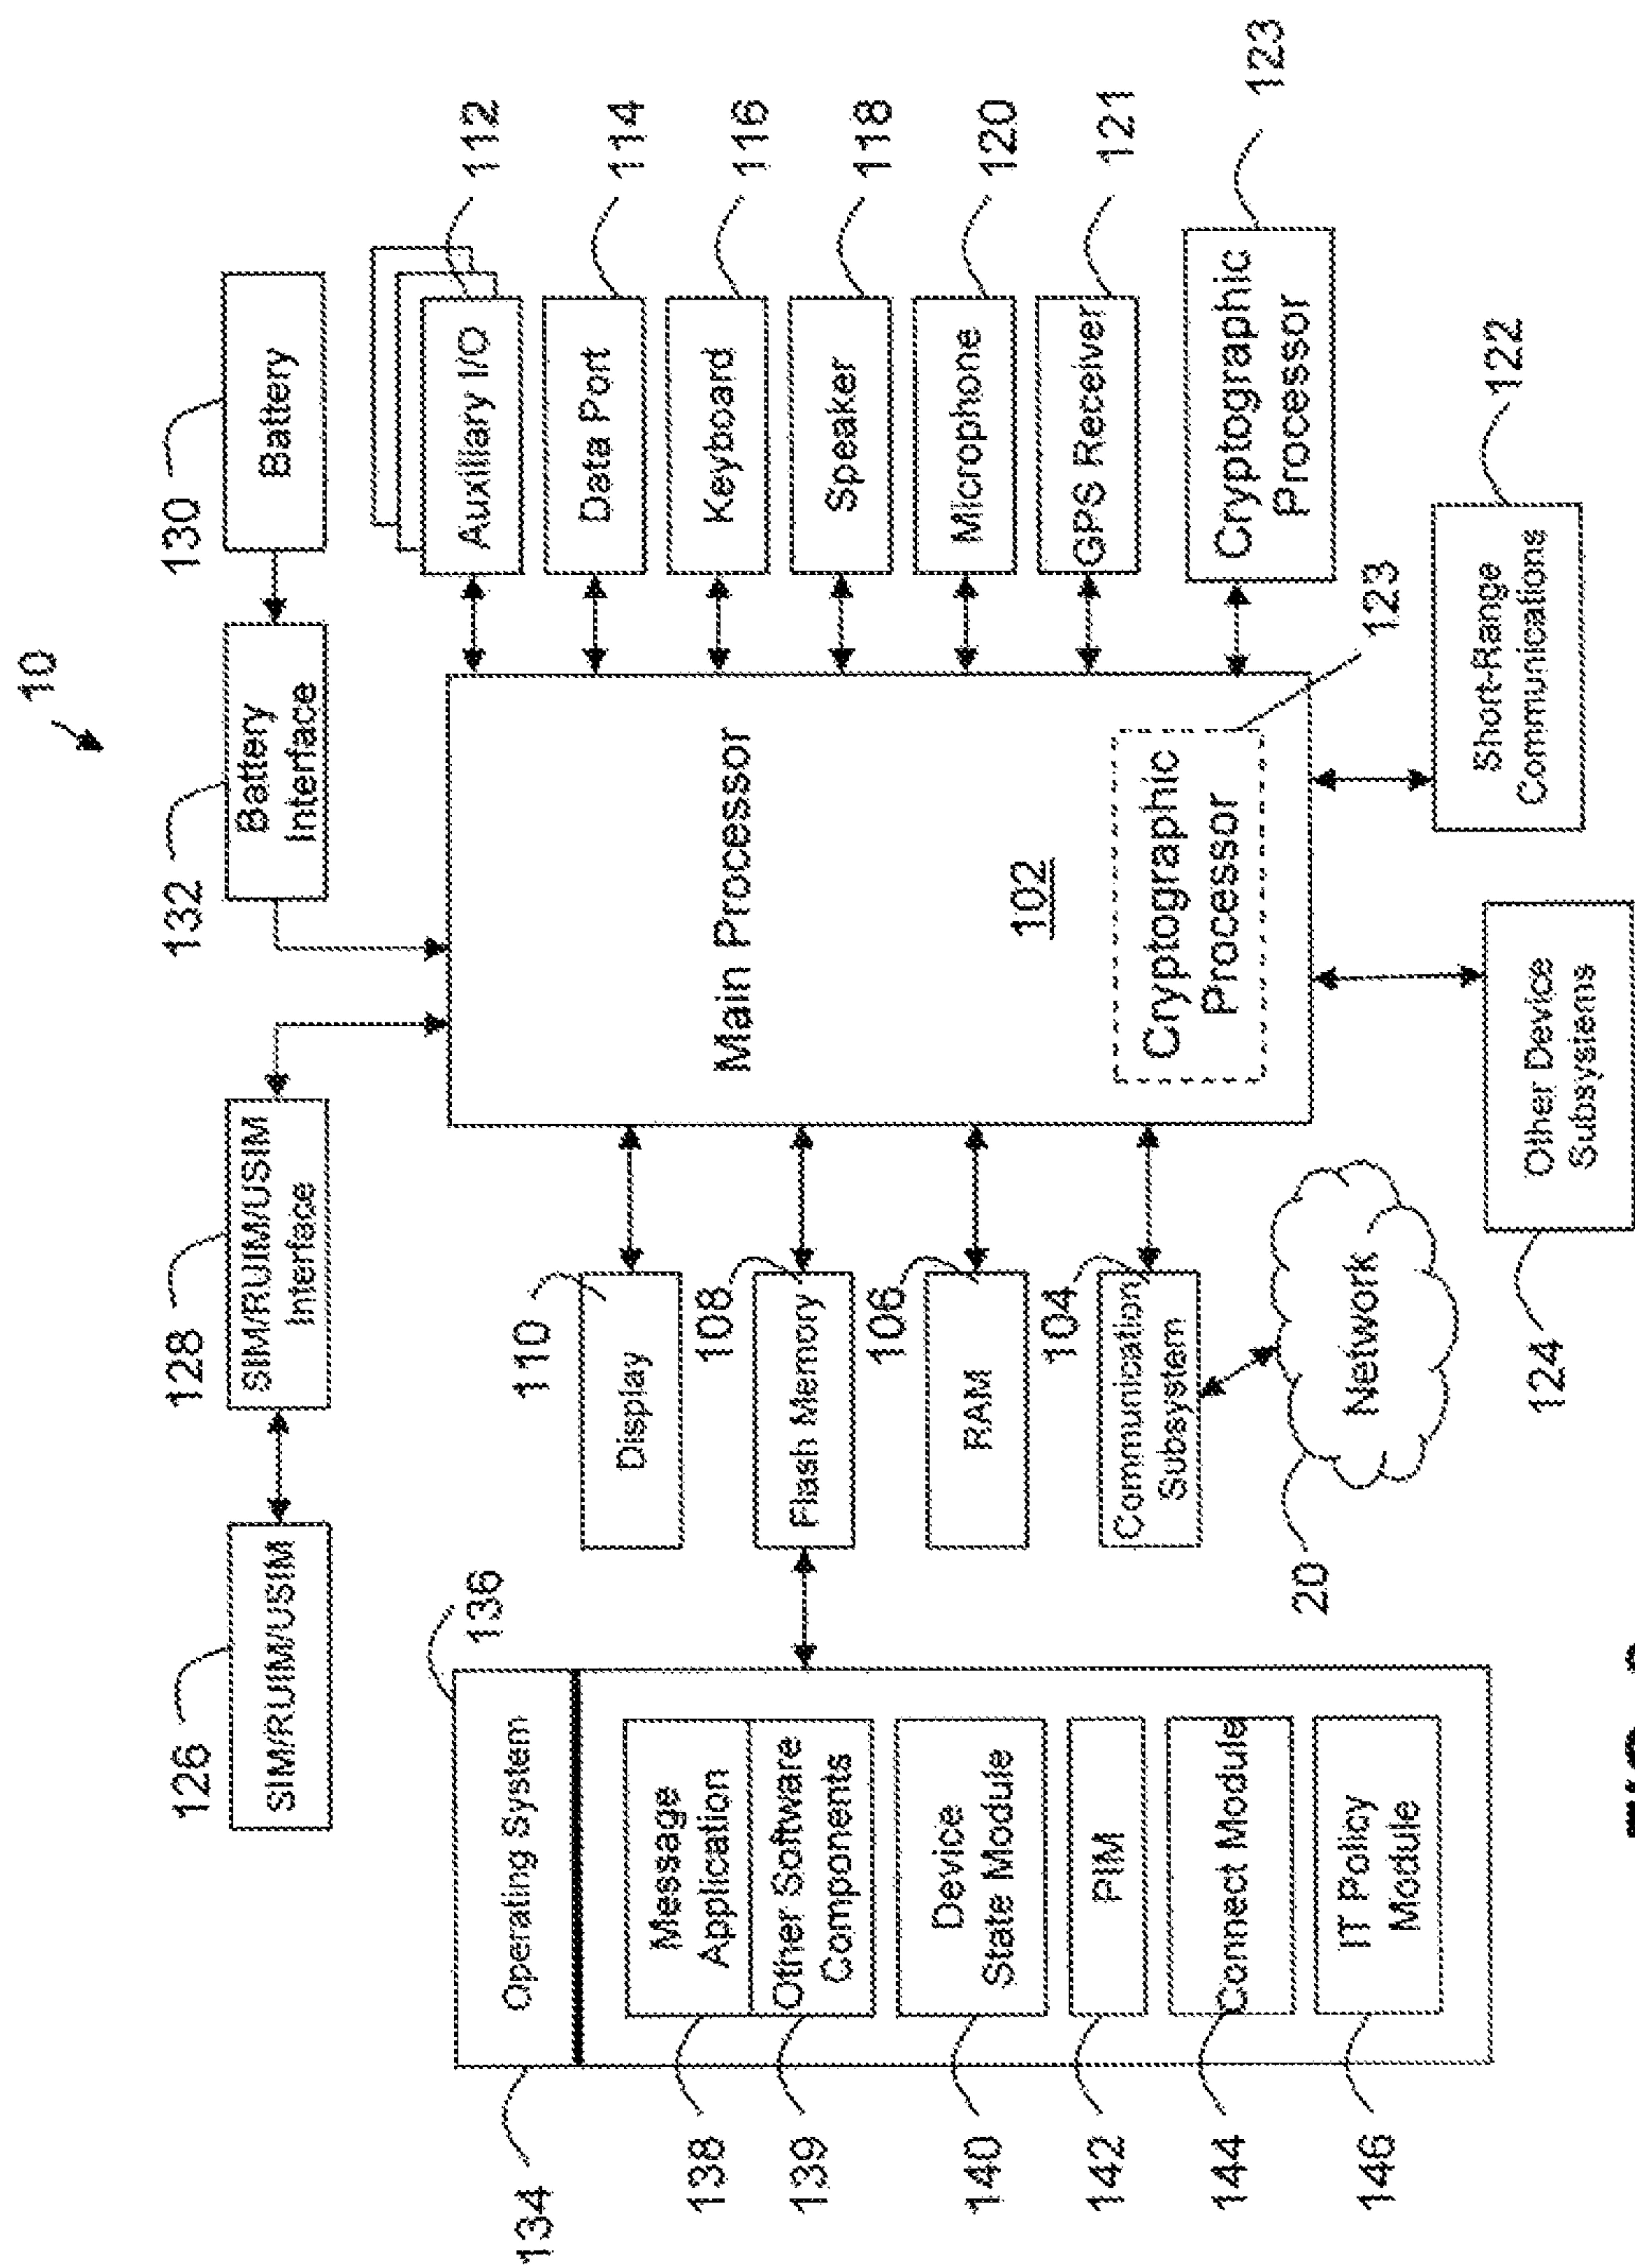 10
130
Battery
132
Battery
Interface
128
SIM/RUIM/USIM
Interface
126
SIM/RUIM/USIM
112
Auxiliary I/O
114
Data Port
116
Keyboard
118
Speaker
120
Microphone
121
GPS Receiver
123
Cryptographic
Processor
Main Processor
102
Cryptographic
Processor
123
110
Display
108
Flash Memory
106
RAM
104
Communication
Subsystem
Network
20
122
Short-Range
Communications
124
Other Device
Subsystems
136
Operating System
134
Message
Application
138
Other Software
Components
139
Device
State Module
140
PIM
142
Connect Module
144
IT Policy
Module
146